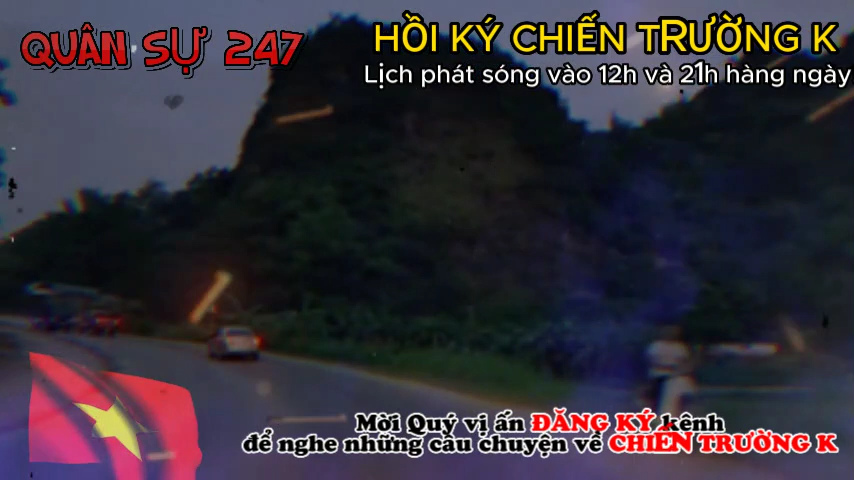 QUÂN SỰ 247
HỒI KÝ CHIẾN TRƯỜNG K
Lịch phát sóng vào 12h và 21h hàng ngày
Mời Quý vị ấn ĐĂNG KÝ kênh
để nghe những câu chuyện về CHIẾN TRƯỜNG K